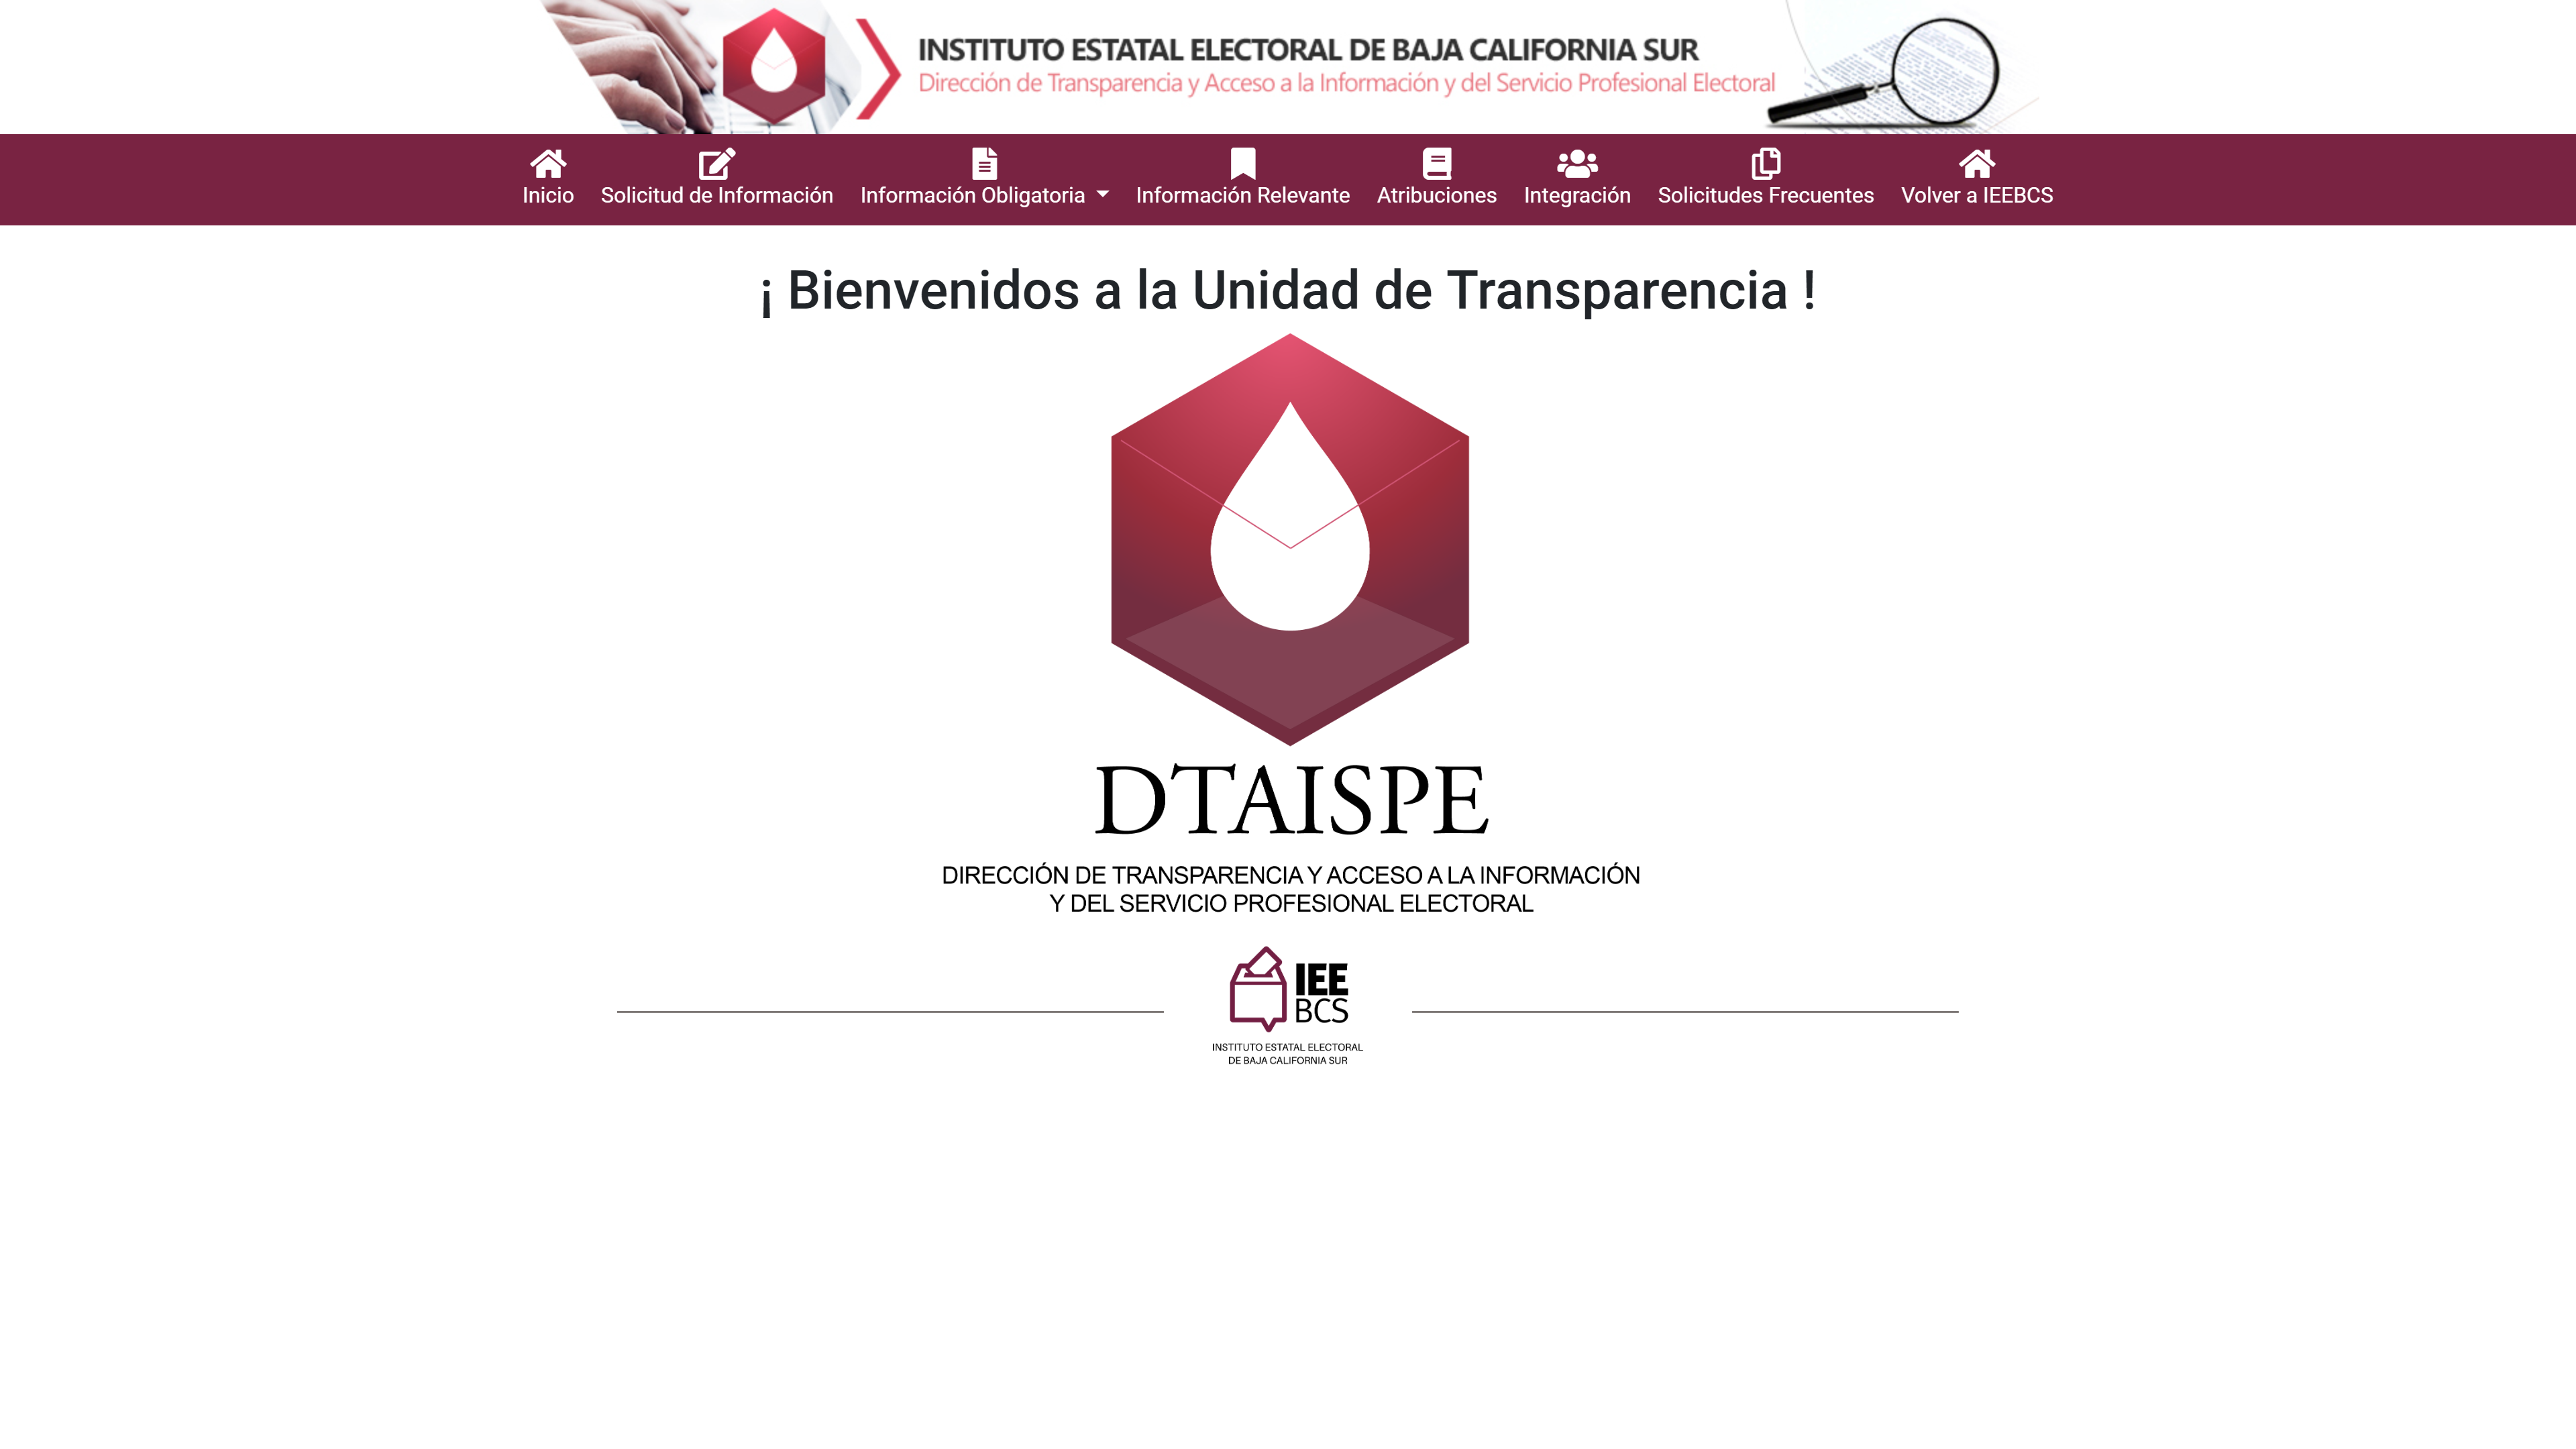 INSTITUTO ESTATAL ELECTORAL DE BAJA CALIFORNIA SUR
Dirección de Transparencia y Acceso a la Información y del Servicio Profesional Electoral
Inicio
Solicitud de Información
Información Obligatoria
Información Relevante
Atribuciones
Integración
Solicitudes Frecuentes
Volver a IEEBCS
¡ Bienvenidos a la Unidad de Transparencia !
DTAISPE
DIRECCIÓN DE TRANSPARENCIA Y ACCESO A LA INFORMACIÓN
Y DEL SERVICIO PROFESIONAL ELECTORAL
IEE
BCS
INSTITUTO ESTATAL ELECTORAL
DE BAJA CALIFORNIA SUR